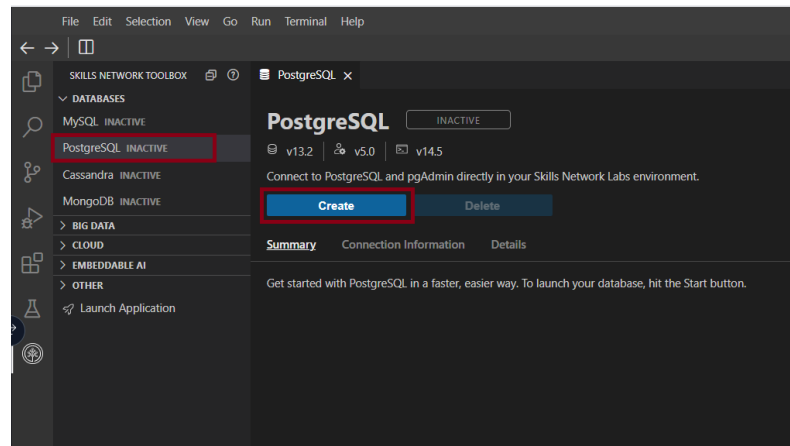 File Edit Selection View Go Run Terminal Help
SKILLS NETWORK TOOLBOX
DATABASES
MySQL INACTIVE
PostgreSQL INACTIVE
Cassandra INACTIVE
MongoDB INACTIVE
BIG DATA
CLOUD
EMBEDDABLE AI
OTHER
Launch Application
PostgreSQL
PostgreSQL INACTIVE
v13.2 v5.0 v14.5
Connect to PostgreSQL and pgAdmin directly in your Skills Network Labs environment.
Create Delete
Summary Connection Information Details
Get started with PostgreSQL in a faster, easier way. To launch your database, hit the Start button.